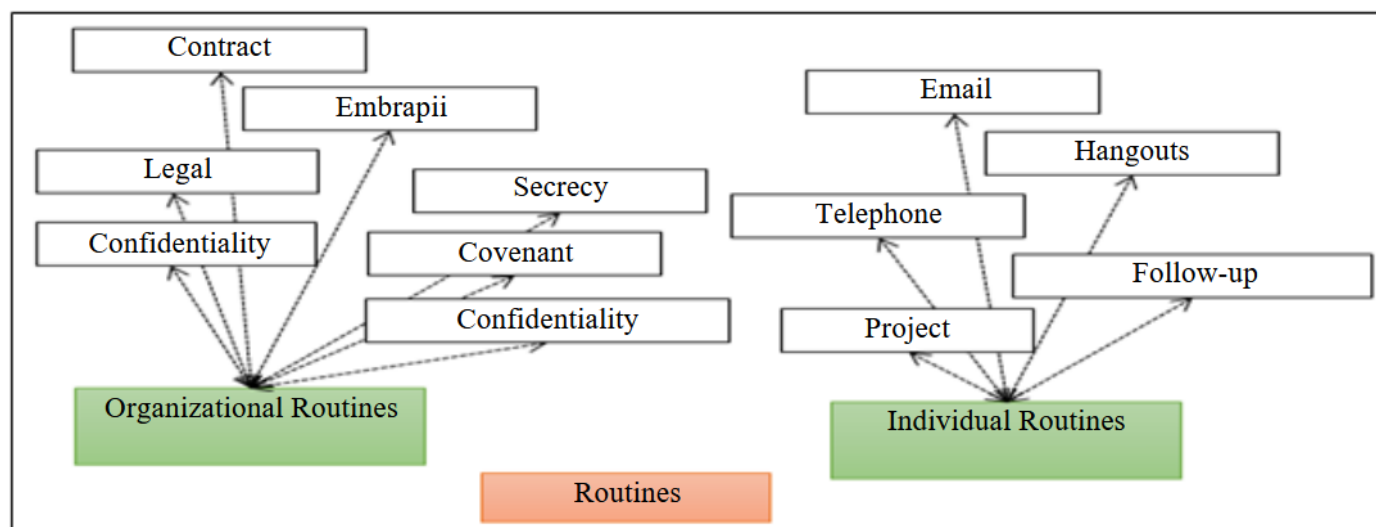 Contract
Embrapii
Legal
Secrecy
Confidentiality
Covenant
Confidentiality
Organizational Routines
Email
Hangouts
Telephone
Follow-up
Project
Individual Routines
Routines